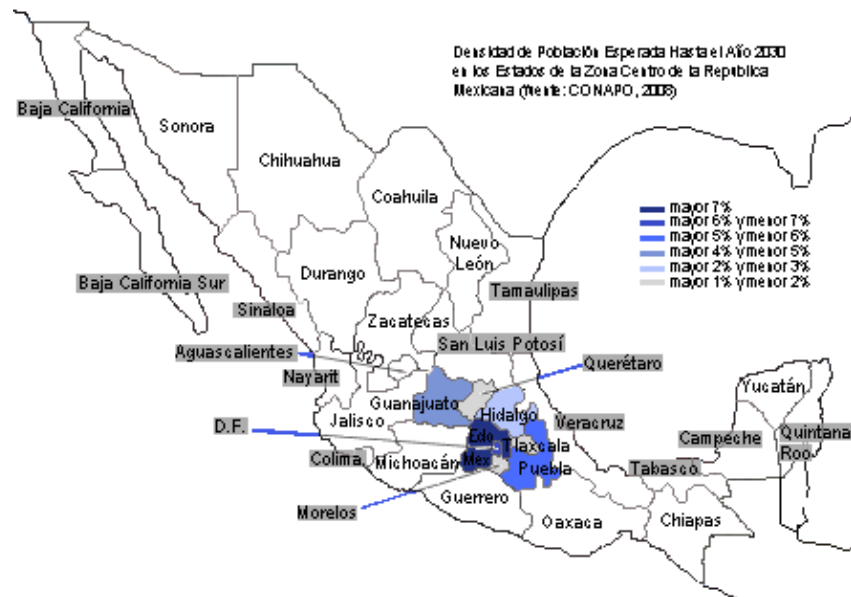 Densidad de Población Esperada Hasta el Año 2030
en los Estados de la Zona Centro de la Republica
Mexicana (fuente: CONAPO, 2008)
Baja California
Sonora
Chihuahua
Coahuila
mayor 7%
mayor 6% y menor 7%
mayor 5% y menor 6%
mayor 4% y menor 5%
mayor 2% y menor 3%
mayor 1% y menor 2%
Nuevo
León
Durango
Baja California Sur
Tamaulipas
Sinaloa
Zacatecas
San Luis Potosí
Aguascalientes
Querétaro
Nayarit
Yucatán
Guanajuato
Hidalgo
Jalisco
Veracruz
D.F.
Edo
Mex
Campeche
Quintana
Roo
Tlaxcala
Colima
Michoacán
Puebla
Tabasco
Guerrero
Morelos
Oaxaca
Chiapas